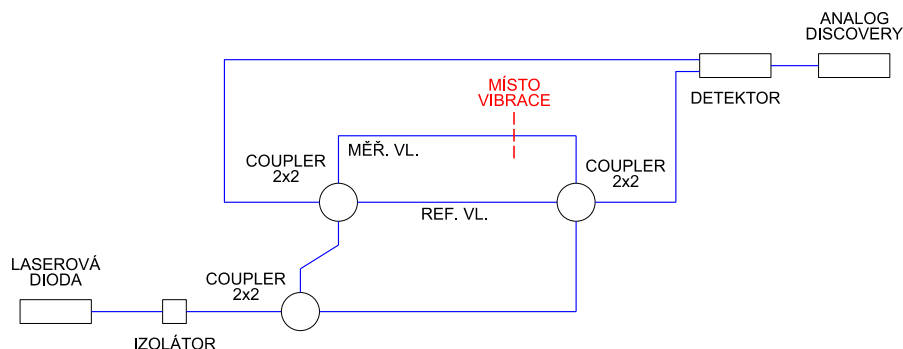 ANALOG
DISCOVERY
DETEKTOR
MÍSTO
VIBRACE
MĚŘ. VL.
COUPLER
2x2
COUPLER
2x2
REF. VL.
LASEROVÁ
DIODA
COUPLER
2x2
IZOLÁTOR